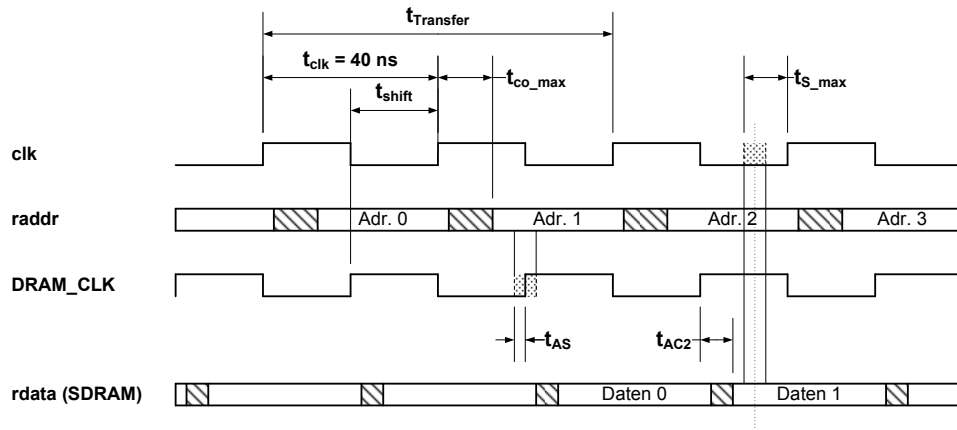 tTransfer
tclk = 40 ns
tco_max
tS_max
tshift
clk
raddr Adr. 0 Adr. 1 Adr. 2 Adr. 3
DRAM_CLK
tAS tAC2
rdata (SDRAM) Daten 0 Daten 1